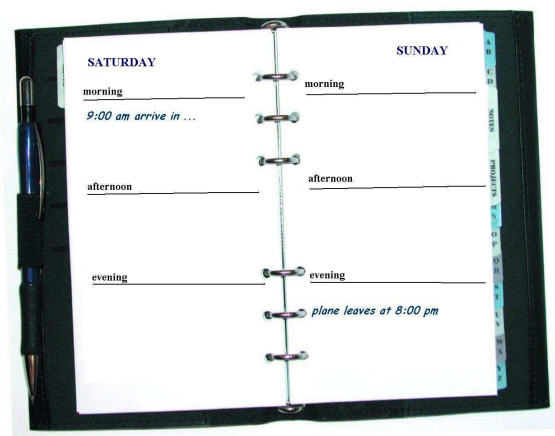 SATURDAY
morning
9:00 am arrive in ...
afternoon
evening
SUNDAY
morning
afternoon
evening
plane leaves at 8:00 pm
A
B
C
D
NOTES
PROJECTS
O
P
Q
R
S
T
U
V
W
X
Y
Z